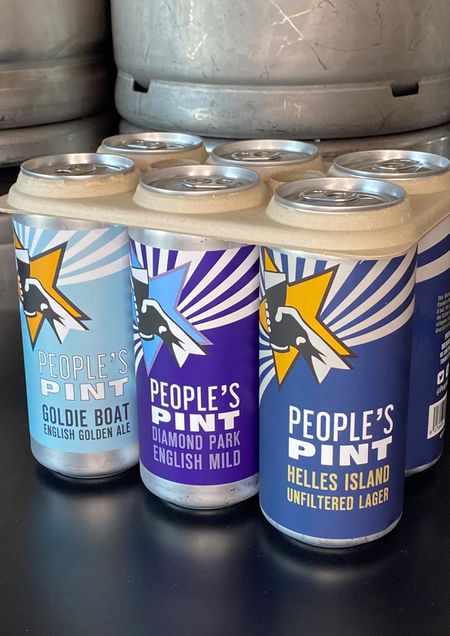 PEOPLE'S
PINT
GOLDIE BOAT
ENGLISH GOLDEN ALE
PEOPLE'S
PINT
DIAMOND PARK
ENGLISH MILD
PEOPLE'S
PINT
HELLES ISLAND
UNFILTERED LAGER